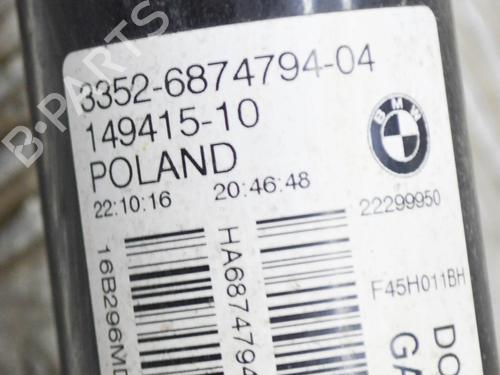 3352-6874794-04
149415-10
POLAND
22:10:16 20:46:48
22299950
BMW
F45H011BH
16B296M
HA6874794
DO
GA
B-PARTS